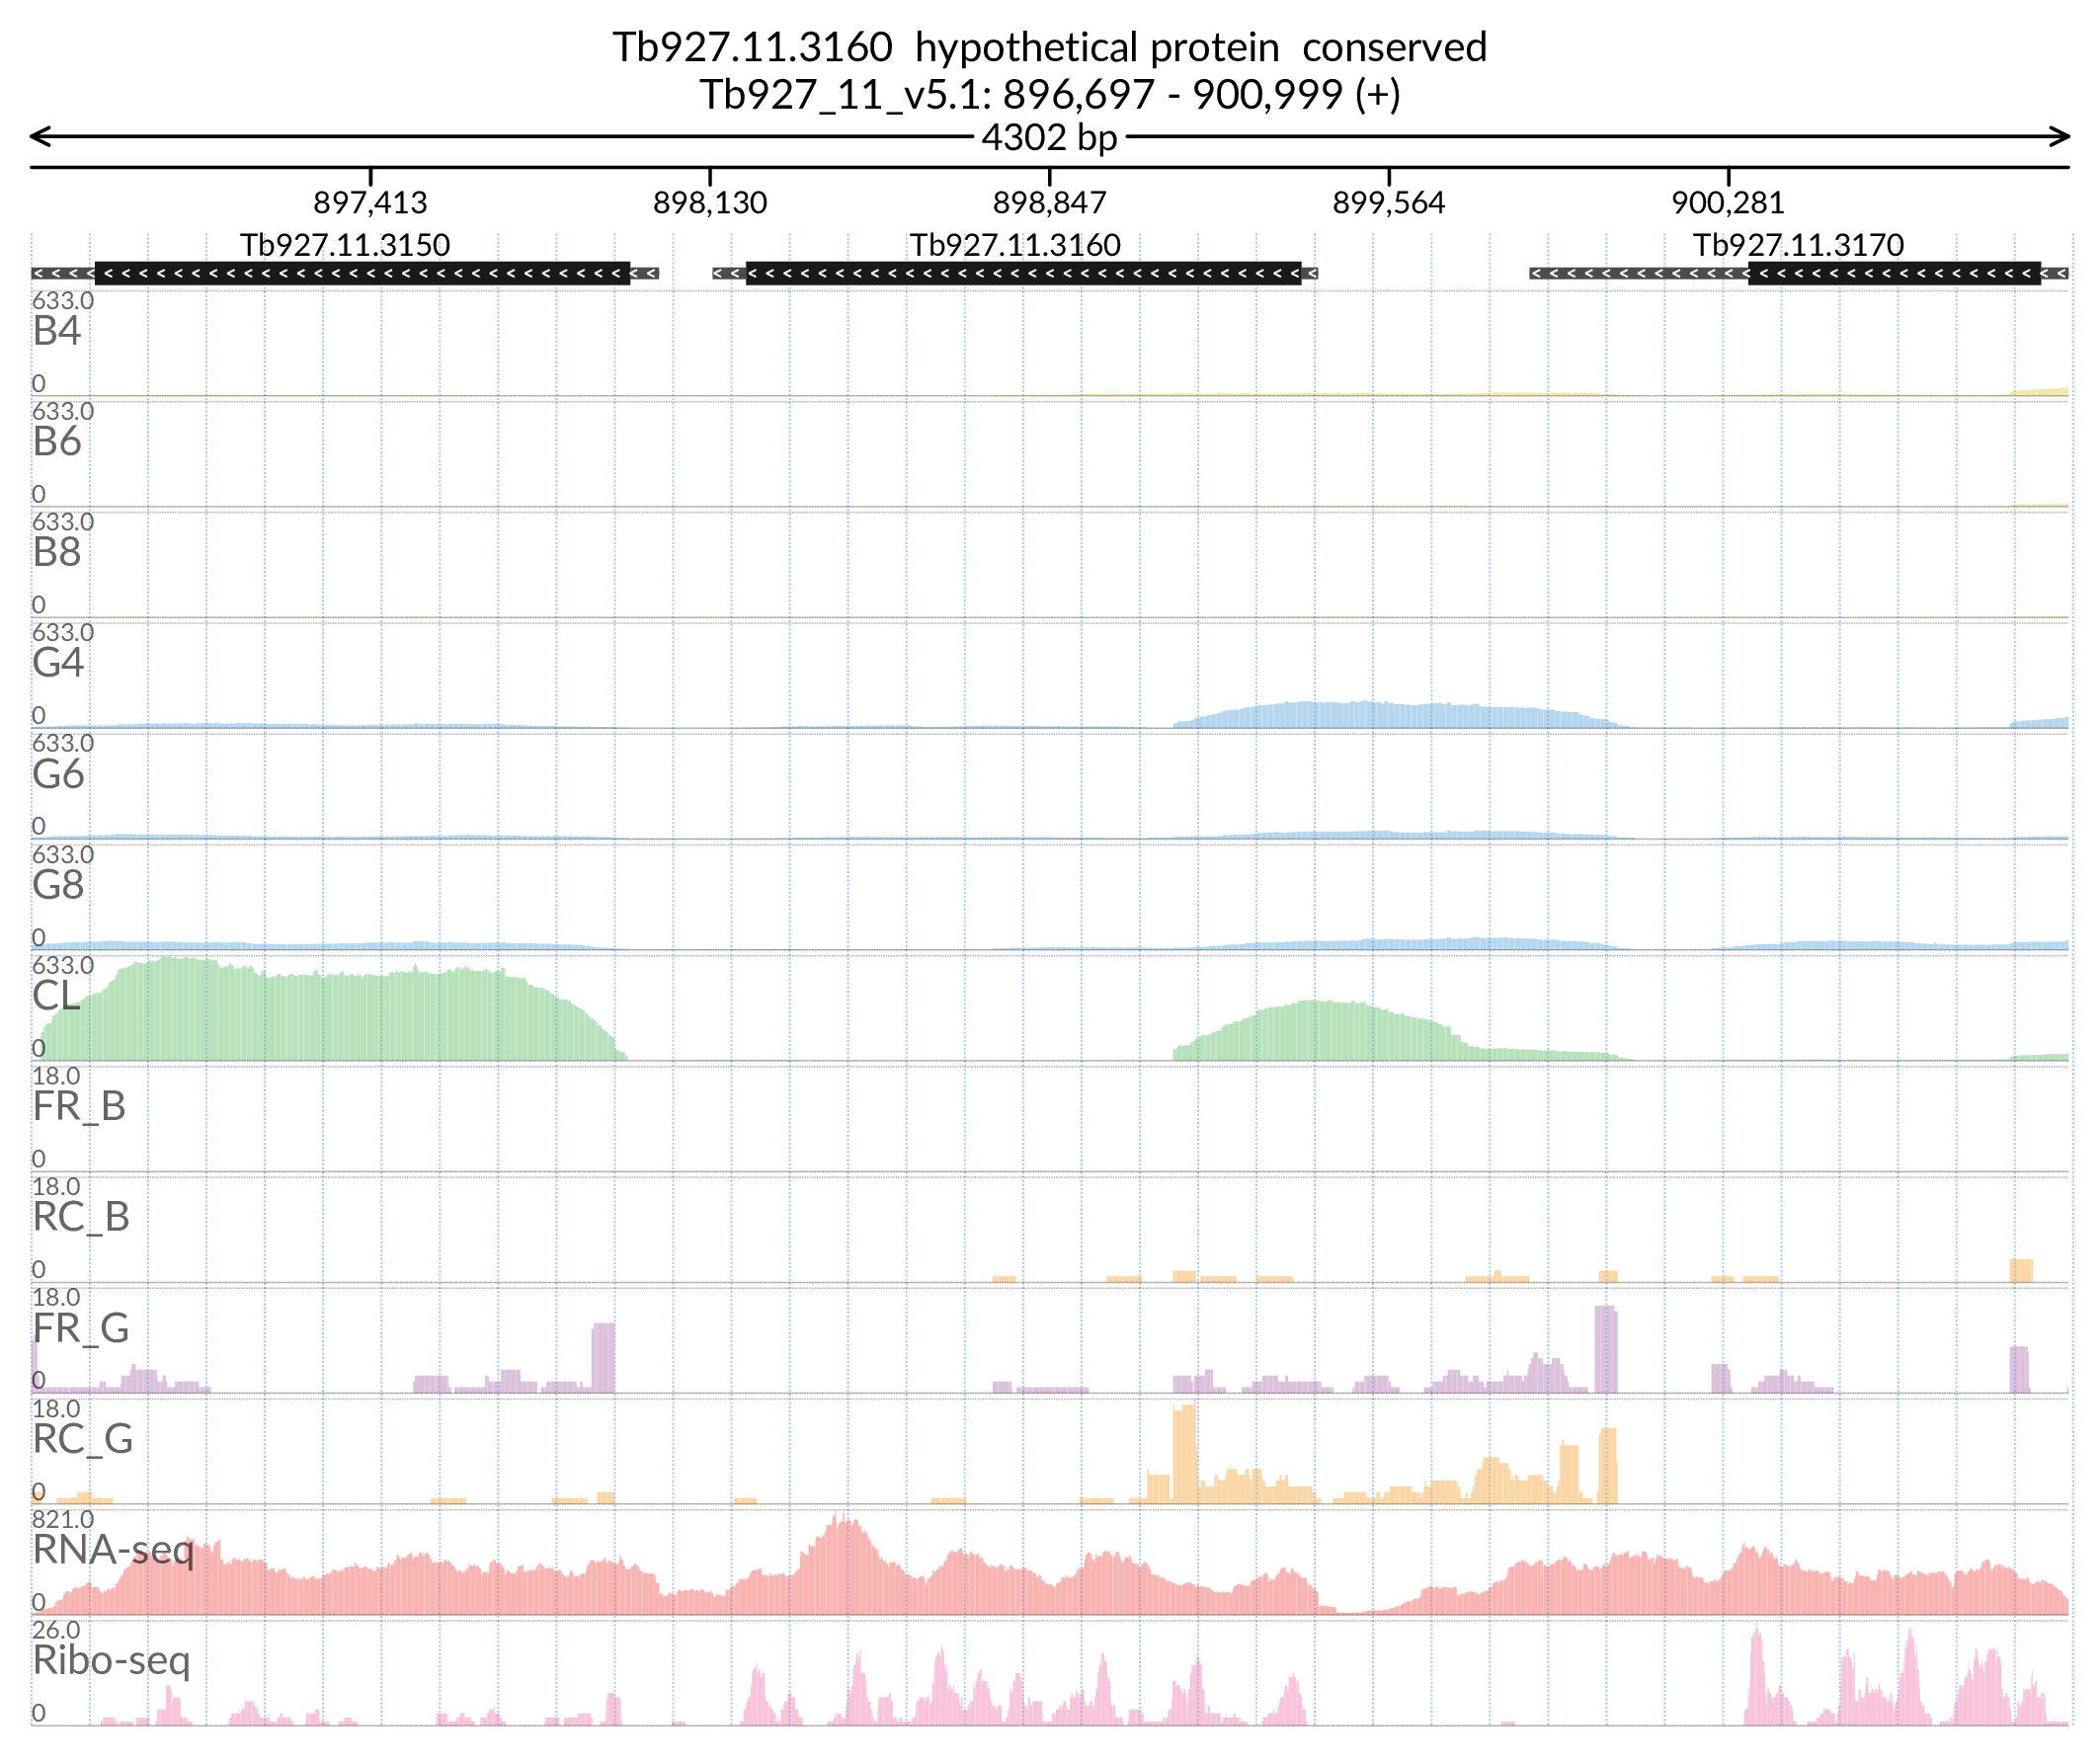 Tb927.11.3160  hypothetical protein  conserved
Tb927_11_v5.1: 896,697 - 900,999 (+)
4302 bp
897,413 898,130 898,847 899,564 900,281
Tb927.11.3150 Tb927.11.3160 Tb927.11.3170
633.0
B4
0
633.0
B6
0
633.0
B8
0
633.0
G4
0
633.0
G6
0
633.0
G8
0
633.0
CL
0
18.0
FR_B
0
18.0
RC_B
0
18.0
FR_G
0
18.0
RC_G
0
821.0
RNA-seq
0
26.0
Ribo-seq
0